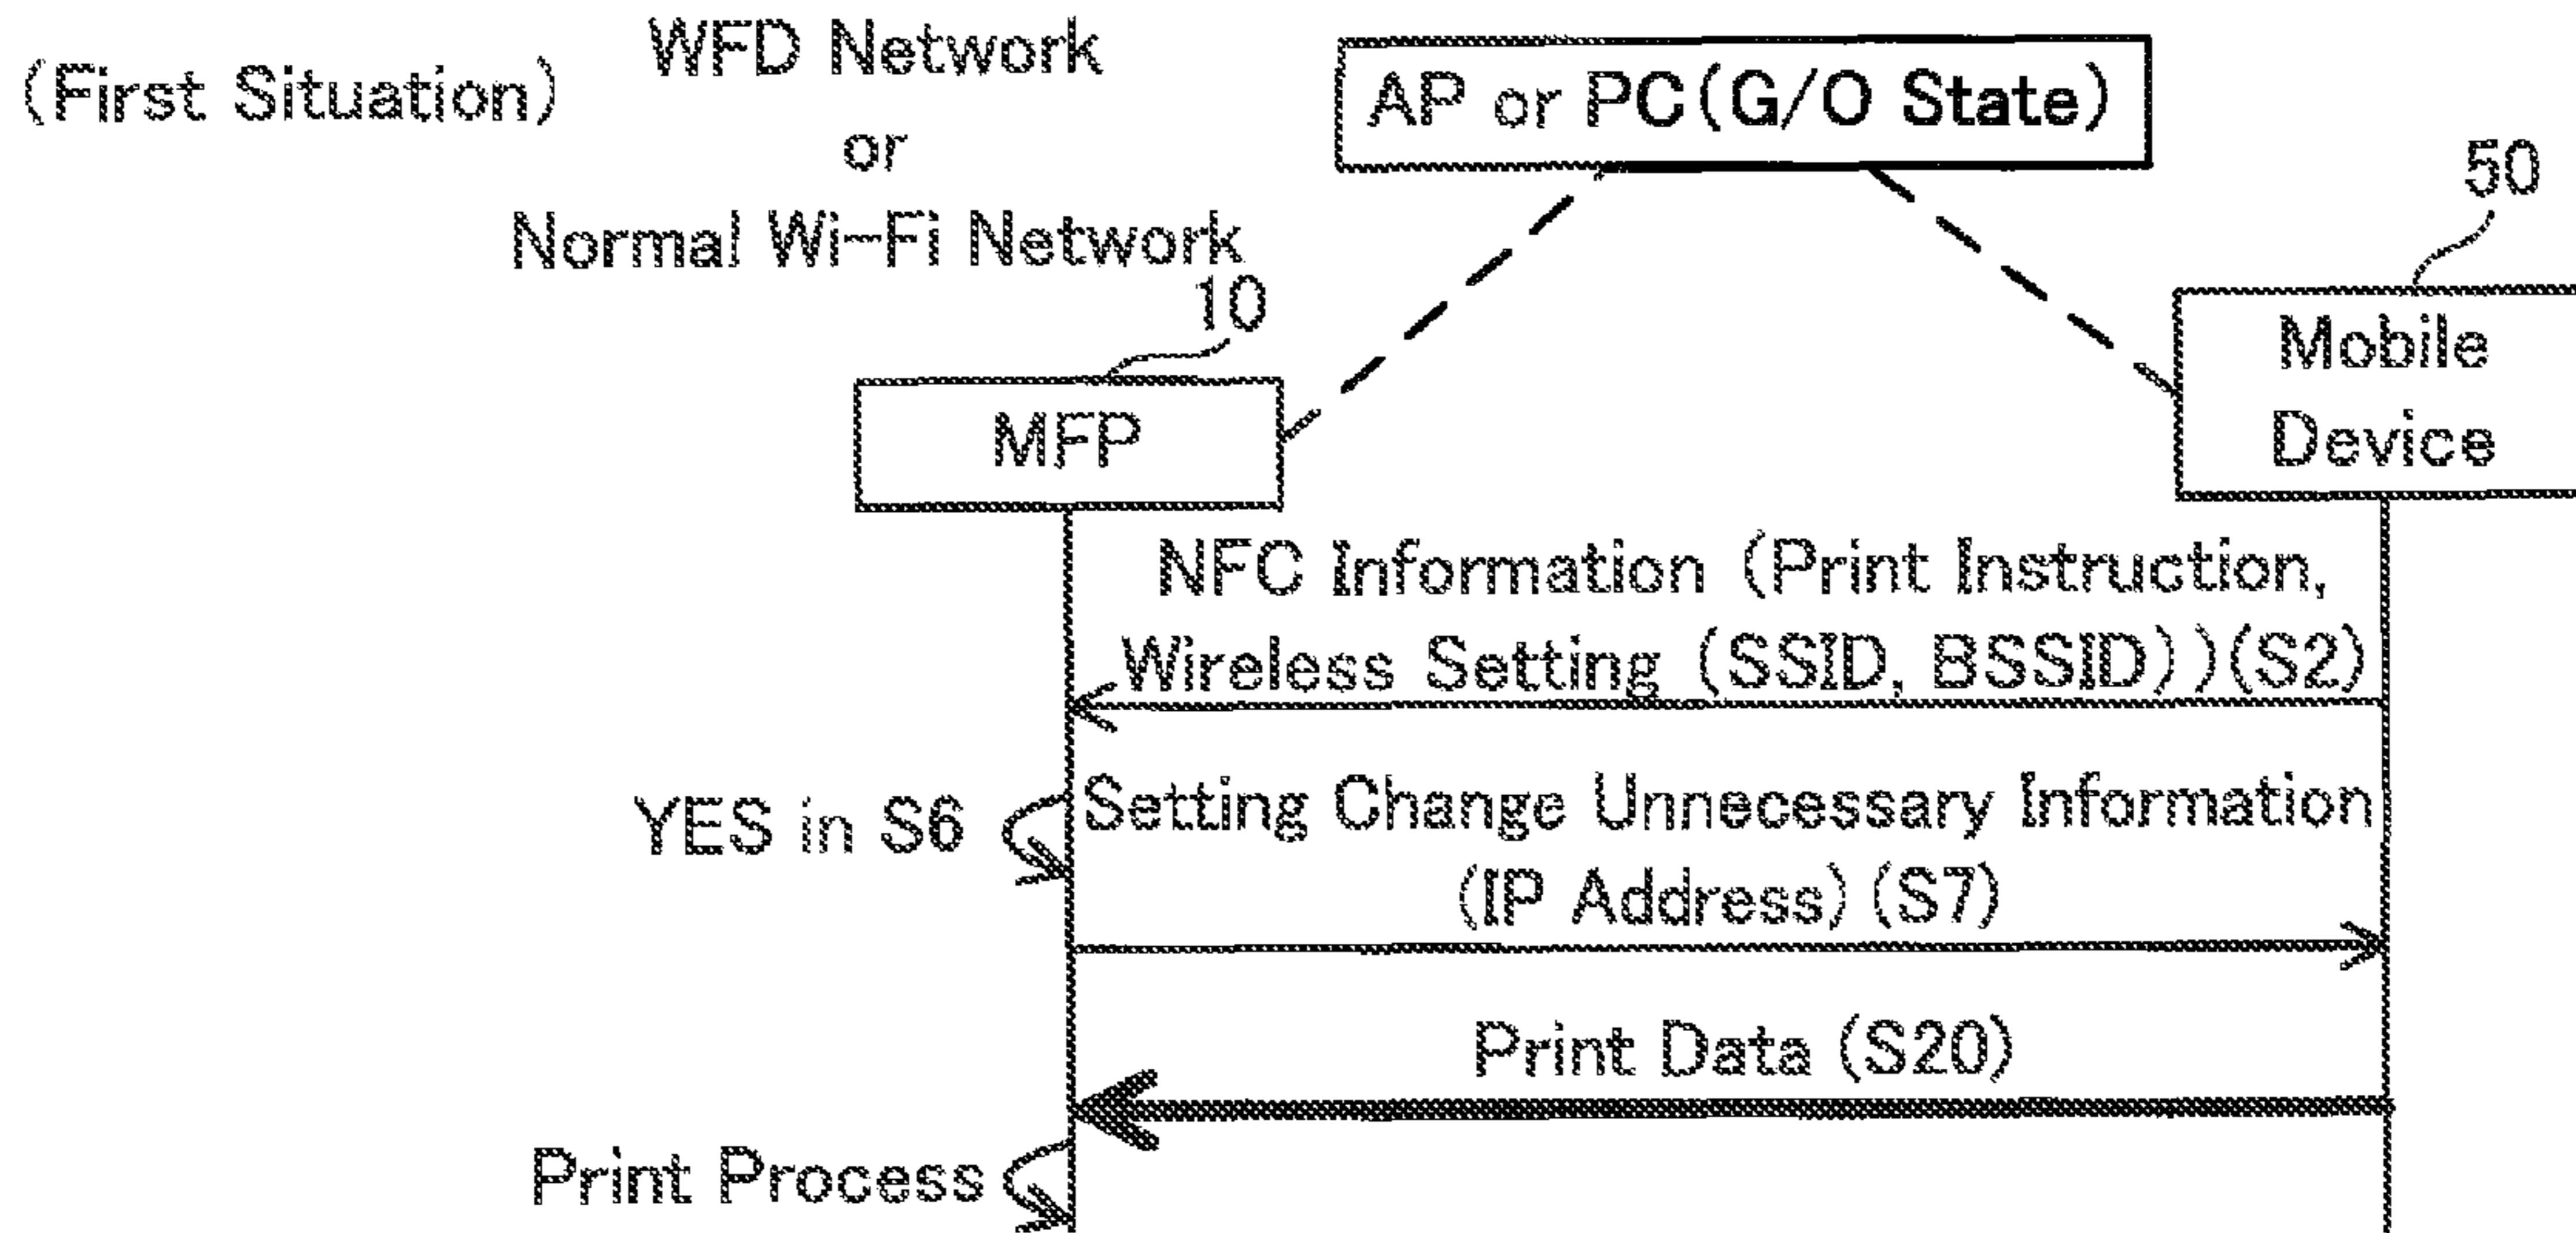 (First Situation)
WFD Network
or
Normal Wi-Fi Network
AP or PC(G/O State)
50
10
Mobile
Device
MFP
NFC Information (Print Instruction,
Wireless Setting (SSID, BSSID))(S2)
YES in S6
Setting Change Unnecessary Information
(IP Address) (S7)
Print Data (S20)
Print Process